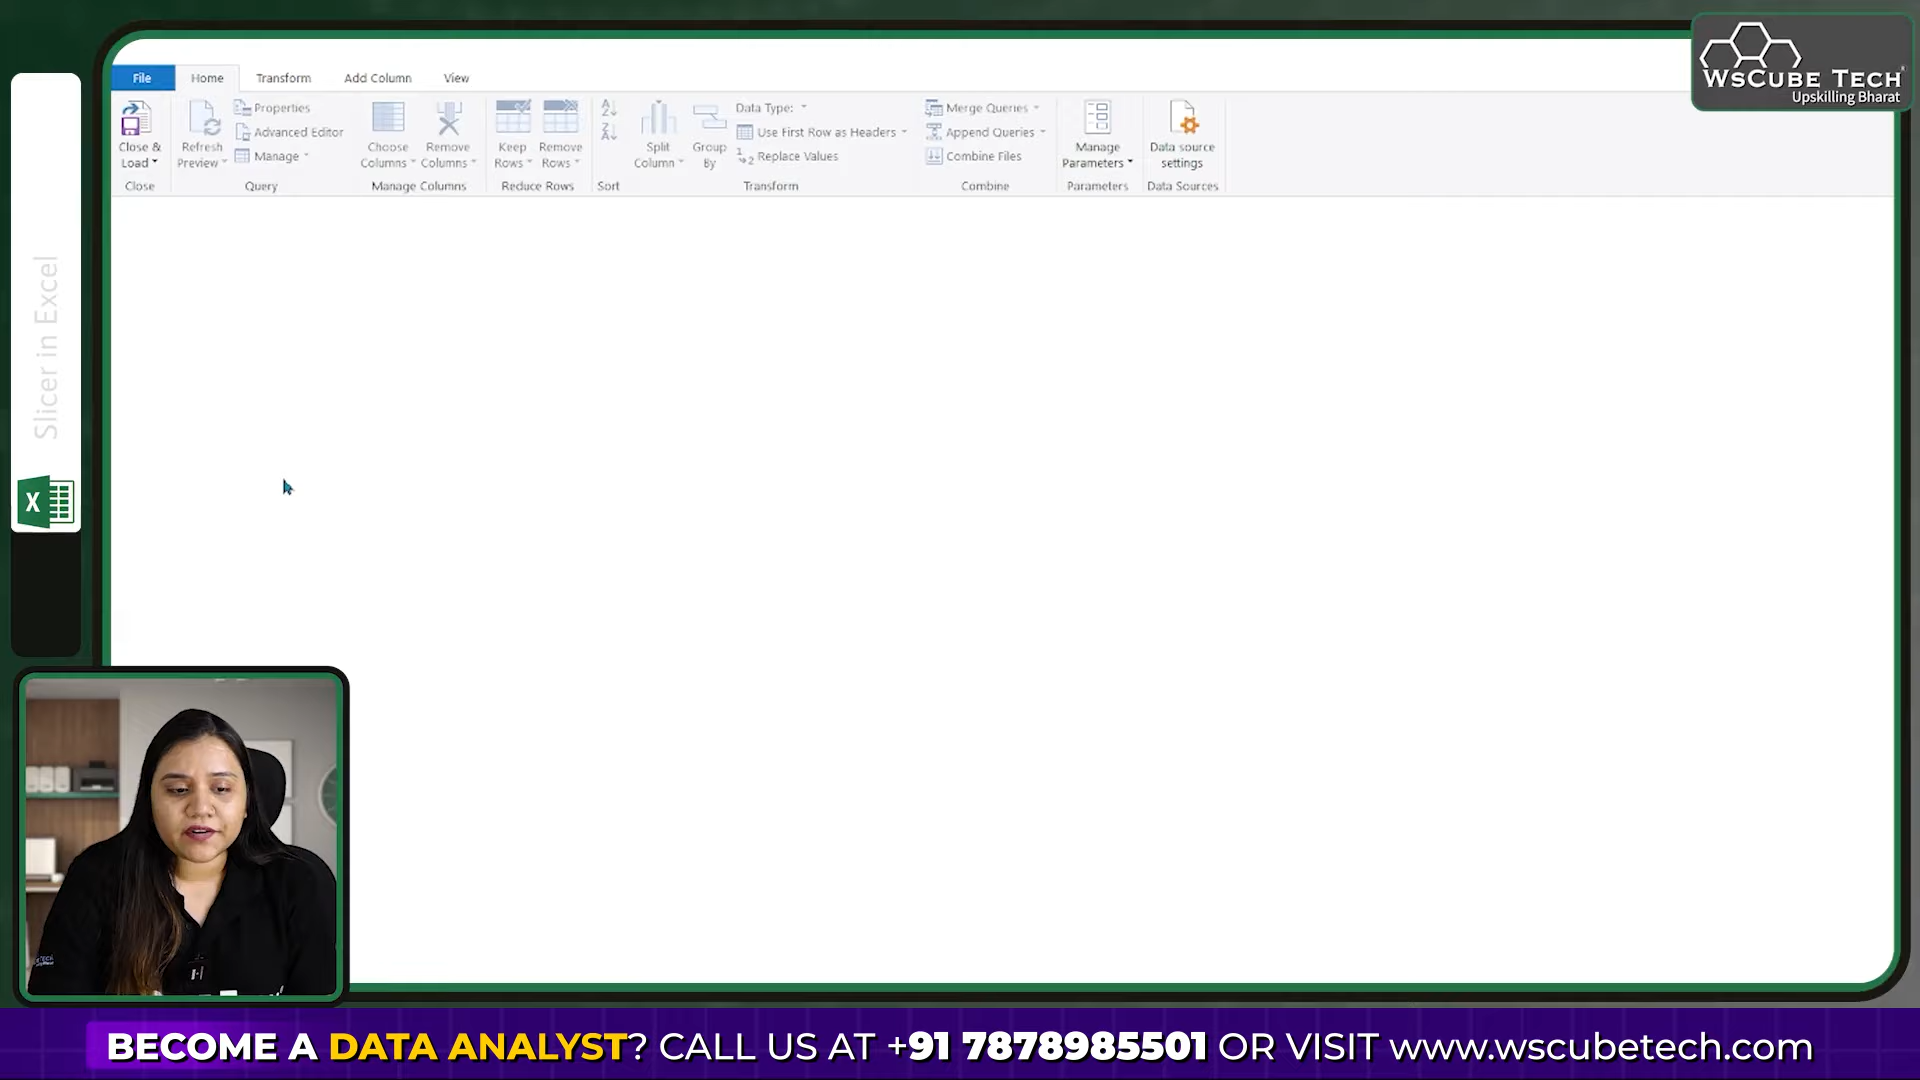 WsCube Tech
Upskilling Bharat
File Home Transform Add Column View
Close & Load
Refresh Preview
Properties
Advanced Editor
Manage
Choose Columns
Remove Columns
Keep Rows
Remove Rows
Split Column
Group By
Data Type:
Use First Row as Headers
Replace Values
Merge Queries
Append Queries
Combine Files
Manage Parameters
Data source settings
Close Query Manage Columns Reduce Rows Sort Transform Combine Parameters Data Sources
Slicer in Excel
X
BECOME A DATA ANALYST? CALL US AT +91 7878985501 OR VISIT www.wscubetech.com